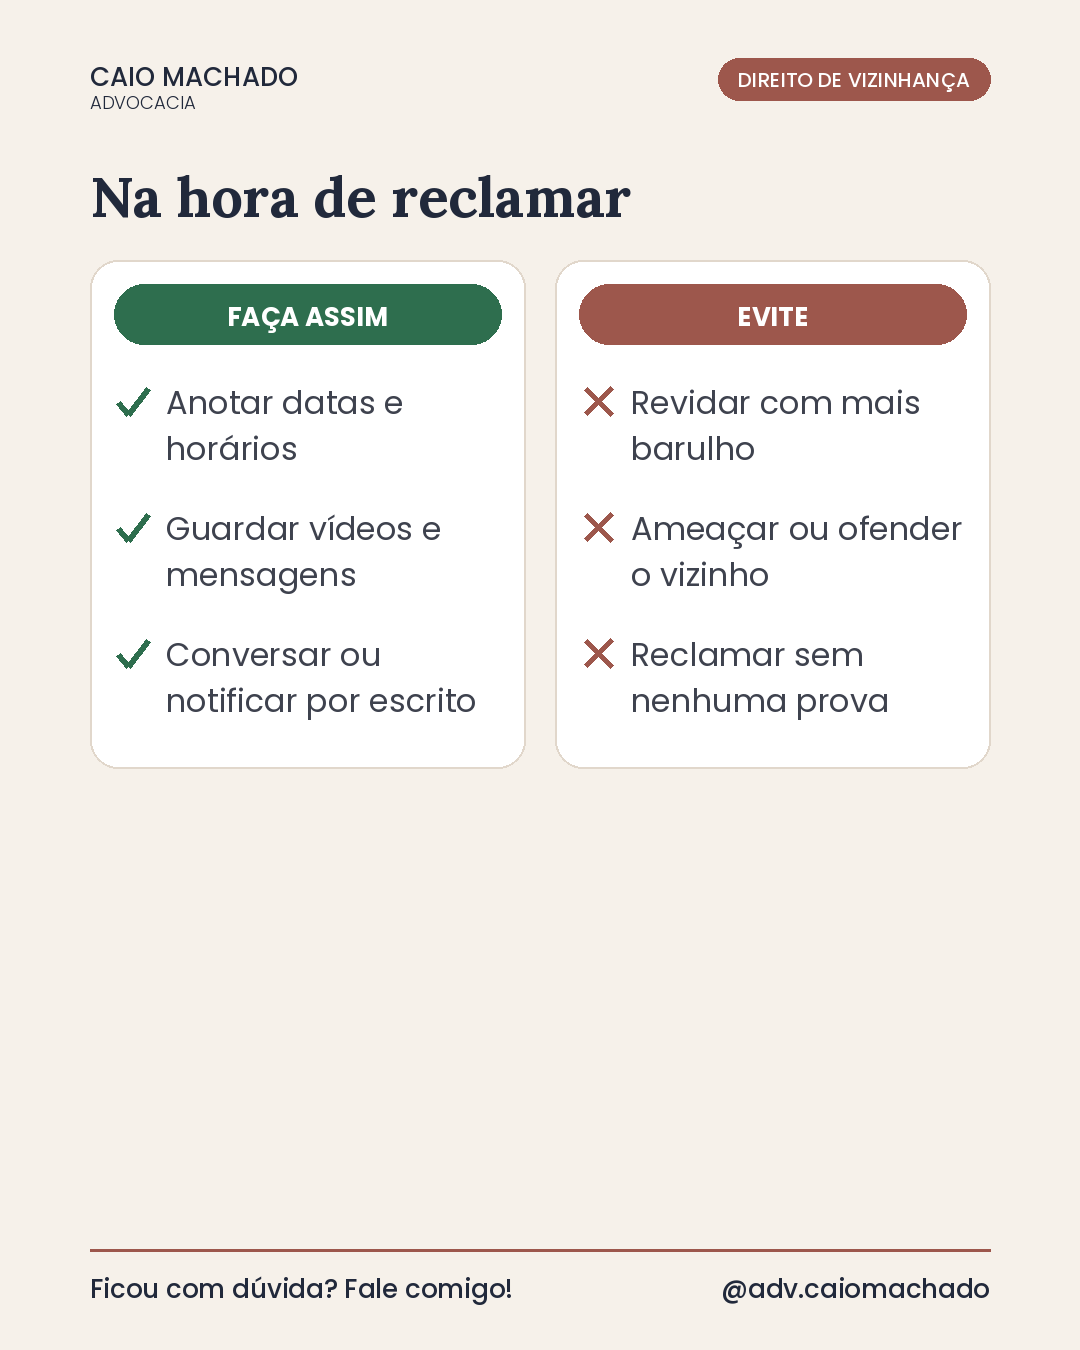 CAIO MACHADO
ADVOCACIA
DIREITO DE VIZINHANÇA
Na hora de reclamar
FAÇA ASSIM
Anotar datas e
horários
Guardar vídeos e
mensagens
Conversar ou
notificar por escrito
EVITE
Revidar com mais
barulho
Ameaçar ou ofender
o vizinho
Reclamar sem
nenhuma prova
Ficou com dúvida? Fale comigo!
@adv.caiomachado